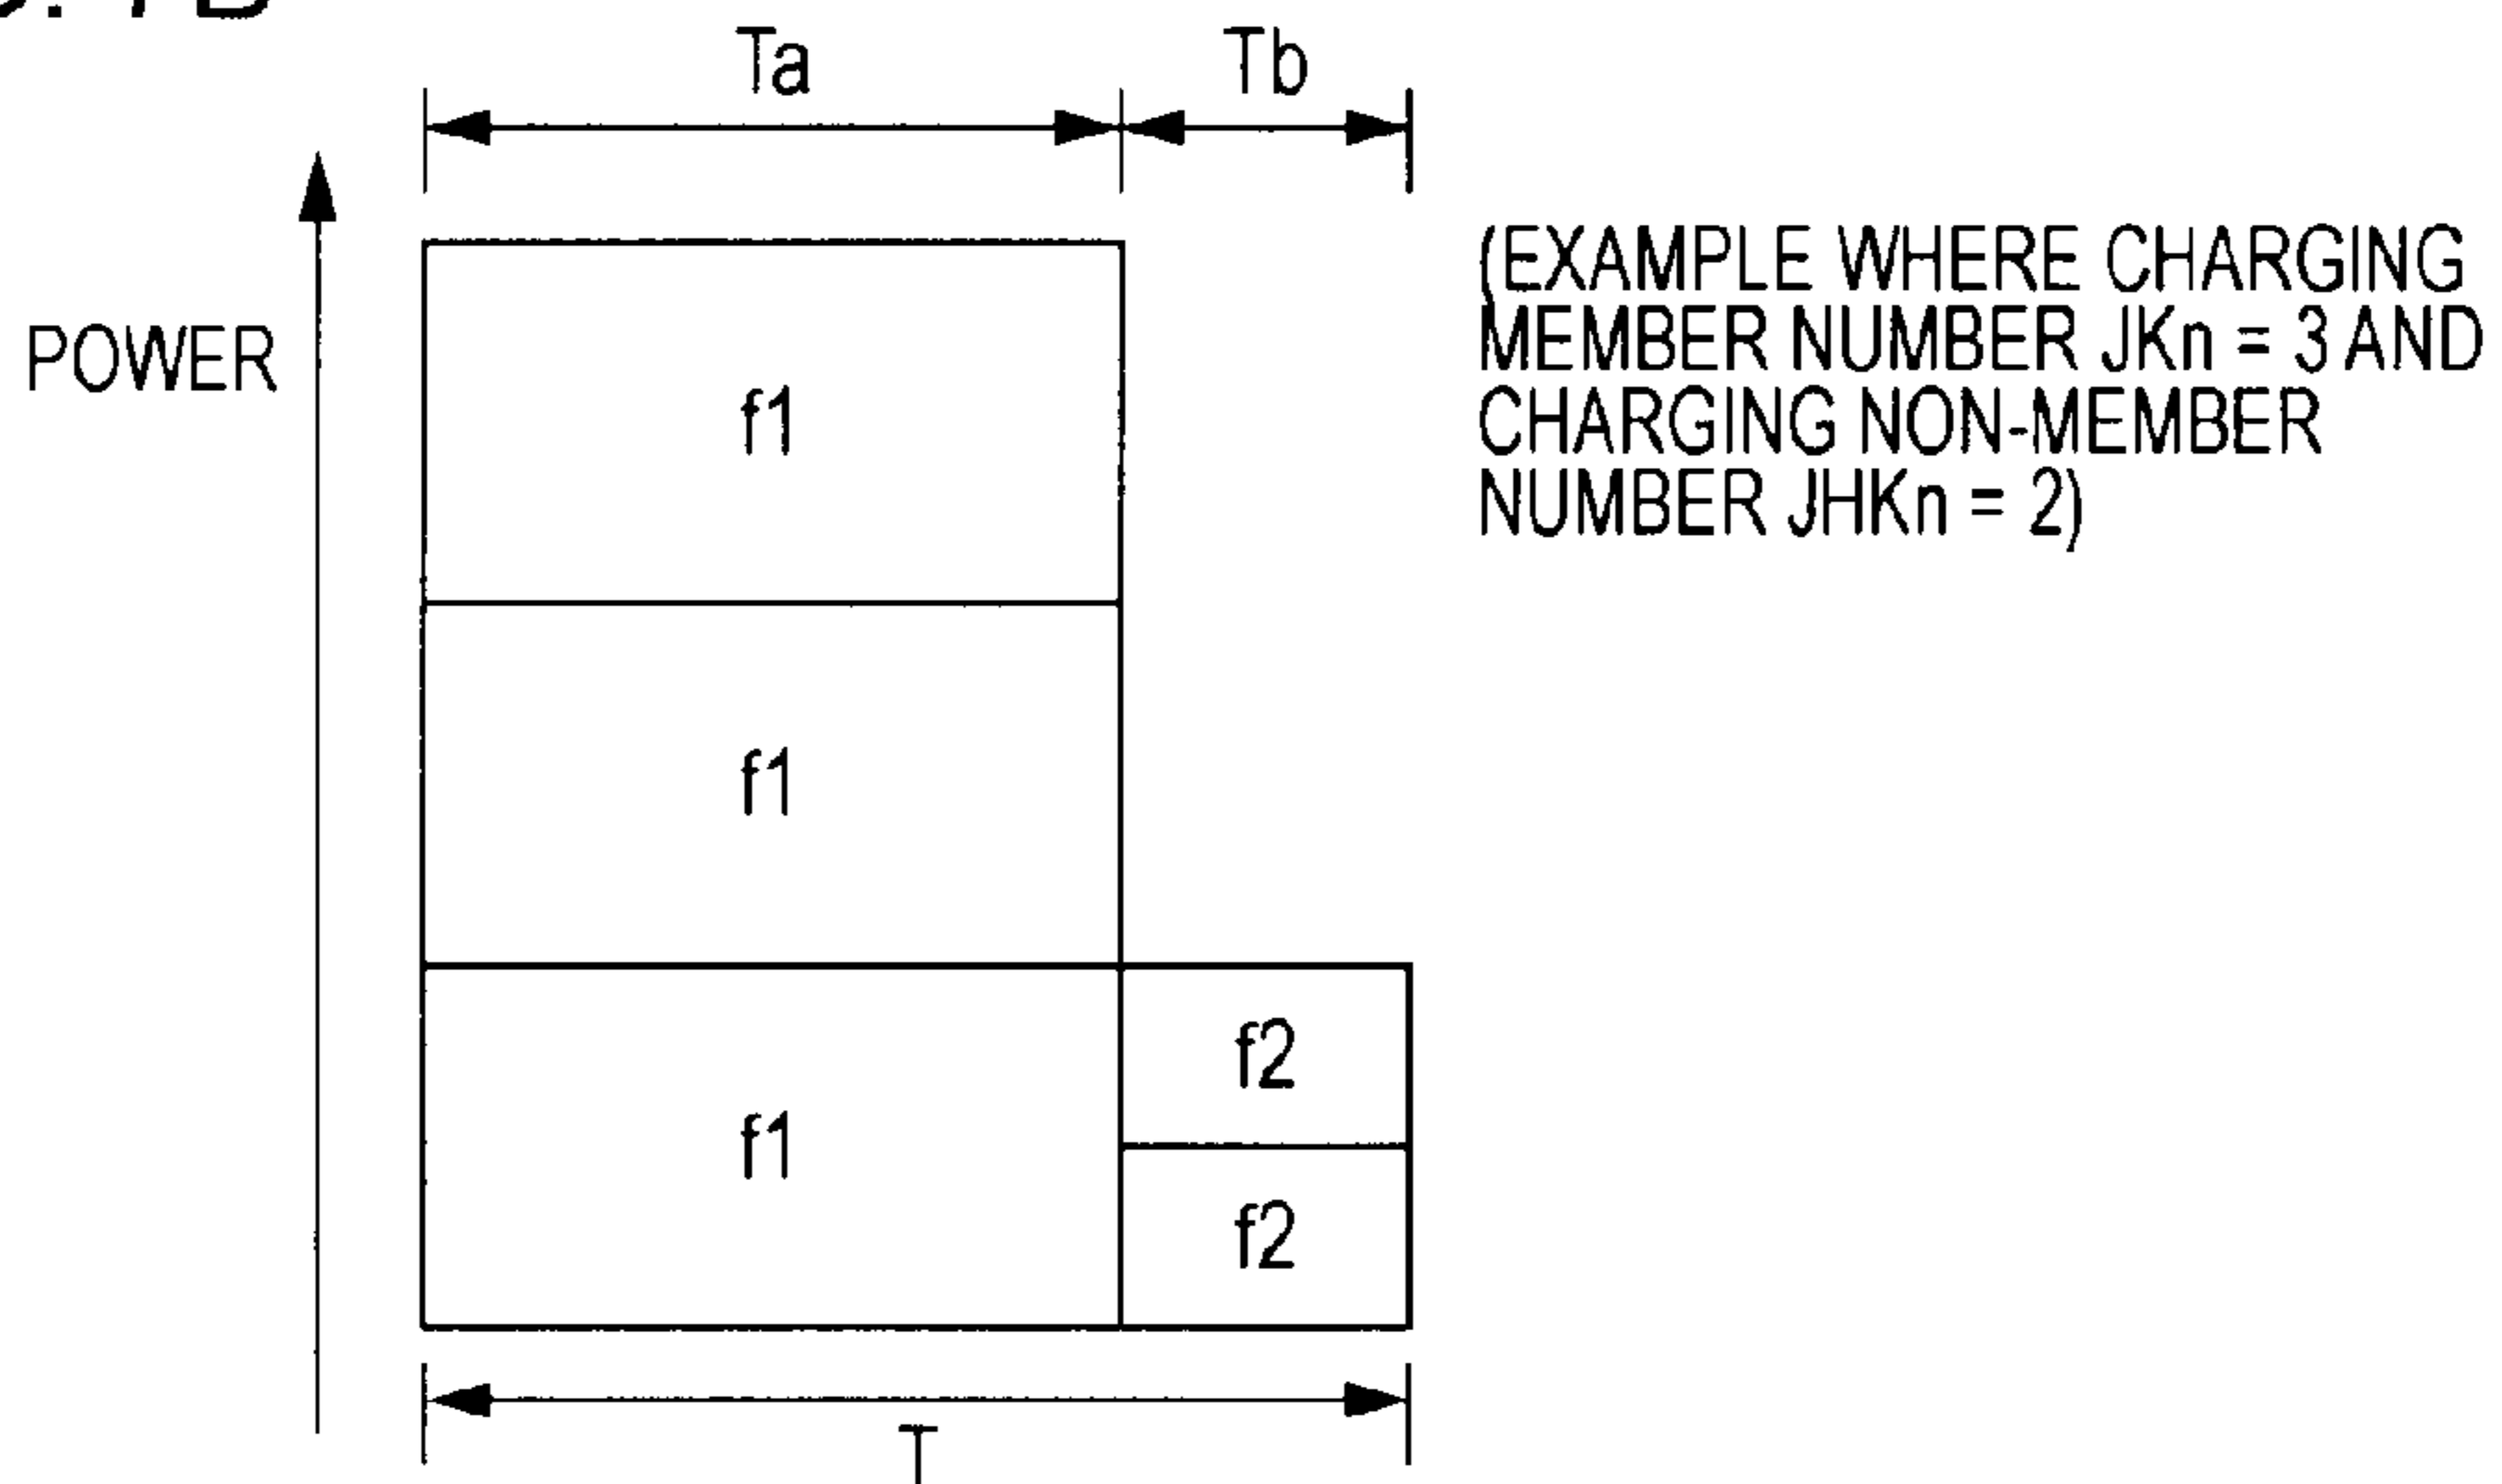 Ta
Tb
POWER
(EXAMPLE WHERE CHARGING
MEMBER NUMBER JKn = 3 AND
CHARGING NON-MEMBER
NUMBER JHKn = 2)
f1
f1
f1
f2
f2
T